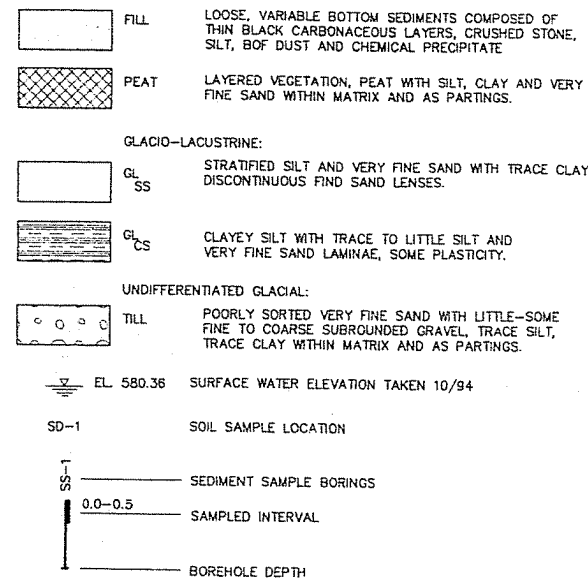 FILL LOOSE, VARIABLE BOTTOM SEDIMENTS COMPOSED OF
THIN BLACK CARBONACEOUS LAYERS, CRUSHED STONE,
SILT, BOF DUST AND CHEMICAL PRECIPITATE
PEAT LAYERED VEGETATION, PEAT WITH SILT, CLAY AND VERY
FINE SAND WITHIN MATRIX AND AS PARTINGS.
GLACIO-LACUSTRINE:
GL SS STRATIFIED SILT AND VERY FINE SAND WITH TRACE CLAY
DISCONTINUOUS FIND SAND LENSES.
GL CS CLAYEY SILT WITH TRACE TO LITTLE SILT AND
VERY FINE SAND LAMINAE, SOME PLASTICITY.
UNDIFFERENTIATED GLACIAL:
TILL POORLY SORTED VERY FINE SAND WITH LITTLE-SOME
FINE TO COARSE SUBROUNDED GRAVEL, TRACE SILT,
TRACE CLAY WITHIN MATRIX AND AS PARTINGS.
EL. 580.36 SURFACE WATER ELEVATION TAKEN 10/94
SD-1 SOIL SAMPLE LOCATION
SS-1 SEDIMENT SAMPLE BORINGS
0.0-0.5 SAMPLED INTERVAL
BOREHOLE DEPTH